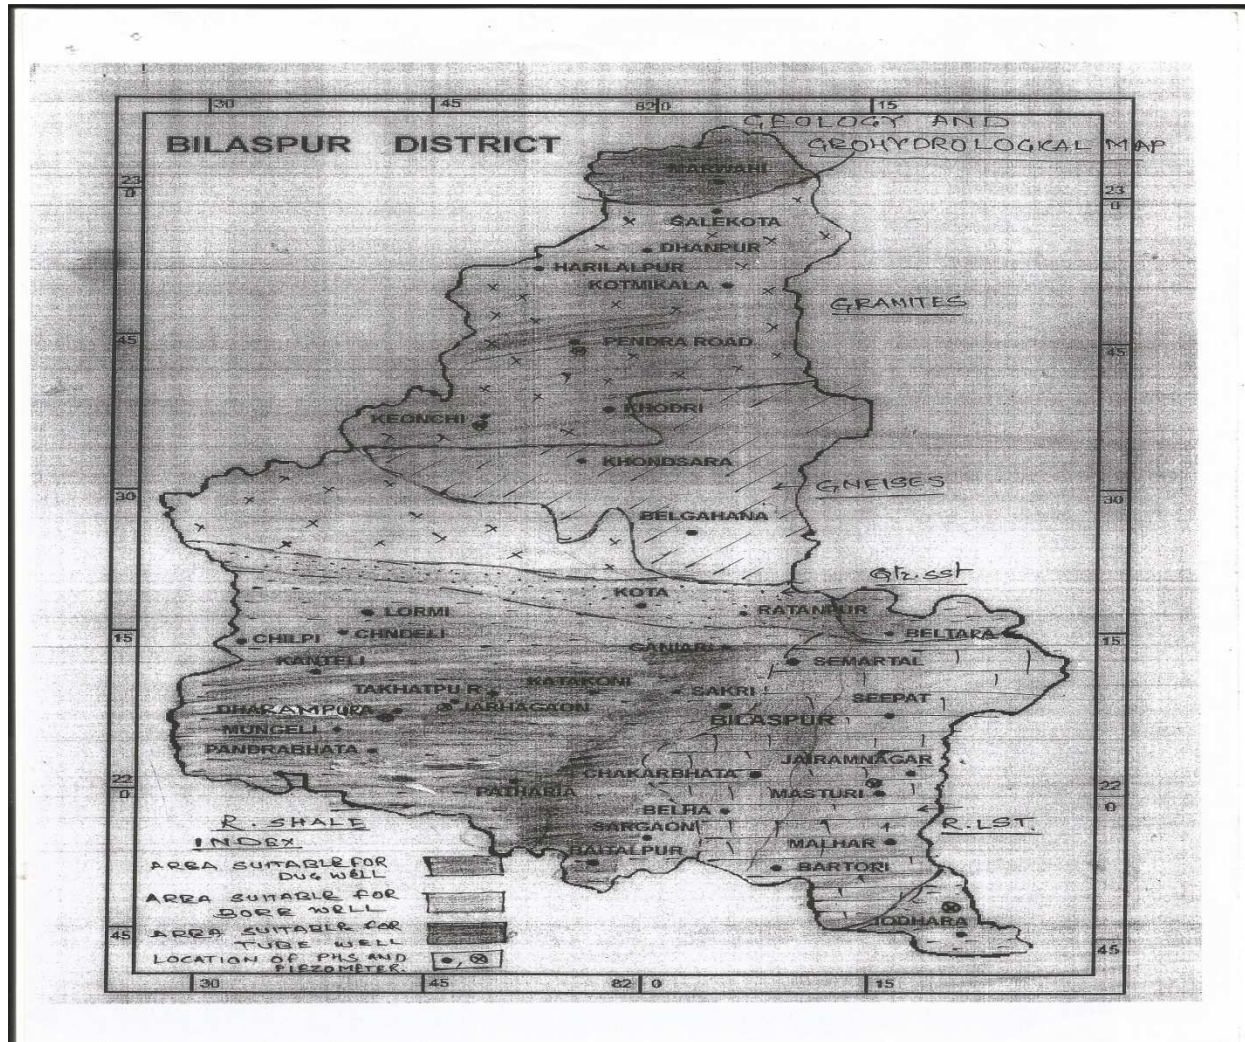 30 45 82 0 15
BILASPUR DISTRICT
GEOLOGY AND
GEOHYDROLOGICAL MAP
23
0
23
0
MARWAHI
SALEKOTA
DHANPUR
HARILALPUR
KOTMIKALA
GRANITES
45
45
PENDRA ROAD
KEONCHI
KHODRI
KHONDSARA
GNEISES
30
30
BELGAHANA
Qtz.sst
KOTA
RATANPUR
LORMI
BELTARA
15
CHILPI
CHNDELI
15
GANIARI
SEMARTAL
KANTELI
TAKHATPUR
KATAKONI
SAKRI
SEEPAT
DHARAMPURA
JARHAGAON
BILASPUR
MUNGELI
PANDRABHATA
JAIRAMNAGAR
22
0
CHAKARBHATA
22
0
PATHARIA
MASTURI
BELHA
R. SHALE
SARGAON
R.LST.
INDEX
MALHAR
BAITALPUR
BARTORI
AREA SUITABLE FOR
DUG WELL
AREA SUITABLE FOR
BORE WELL
AREA SUITABLE FOR
TUBE WELL
JODHARA
45
45
LOCATION OF PHS AND
PIEZOMETER.
30 45 82 0 15